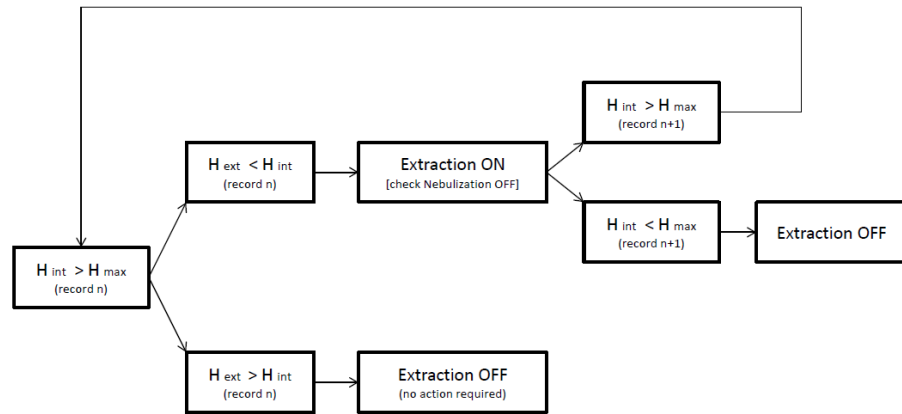 H int > H max
(record n+1)
H ext < H int
(record n)
Extraction ON
[check Nebulization OFF]
H int < H max
(record n+1)
Extraction OFF
H int > H max
(record n)
H ext > H int
(record n)
Extraction OFF
(no action required)